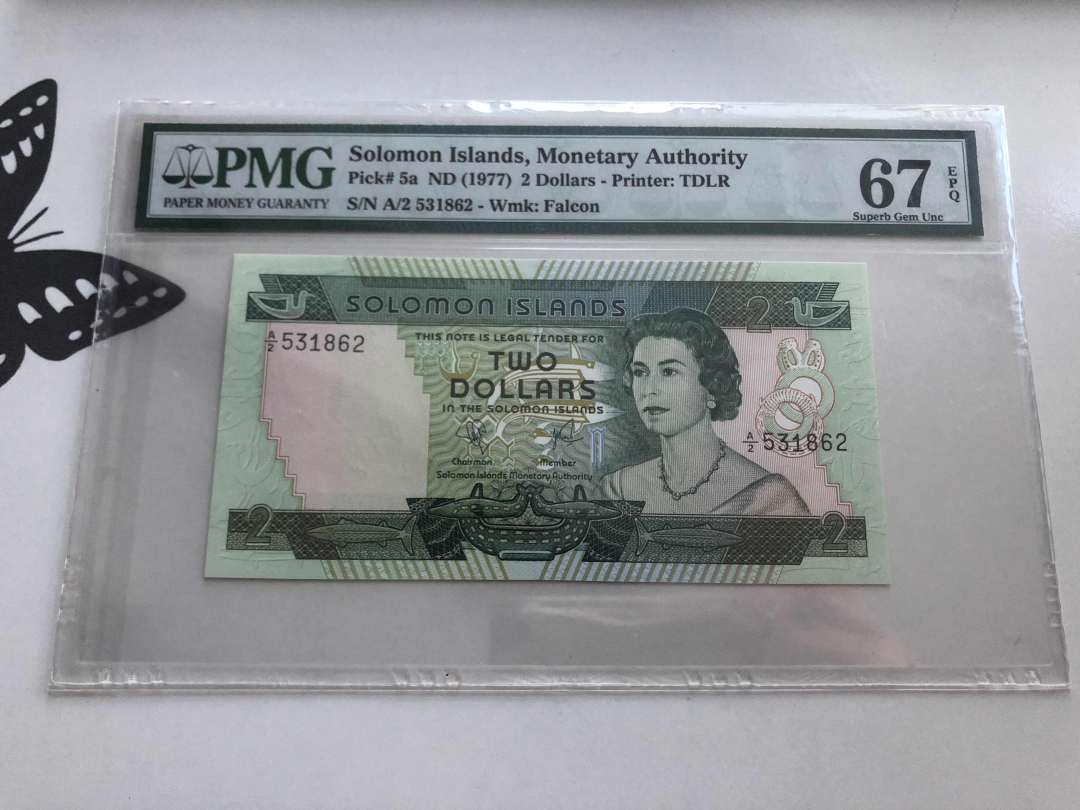 PMG
PAPER MONEY GUARANTY
Solomon Islands, Monetary Authority
Pick# 5a ND (1977) 2 Dollars - Printer: TDLR
S/N A/2 531862 - Wmk: Falcon
67
EPQ
Superb Gem Unc
SOLOMON ISLANDS
2
A/2 531862
THIS NOTE IS LEGAL TENDER FOR
TWO
DOLLARS
IN THE SOLOMON ISLANDS
A/2 531862
Chairman Member
Solomon Islands Monetary Authority
2
2